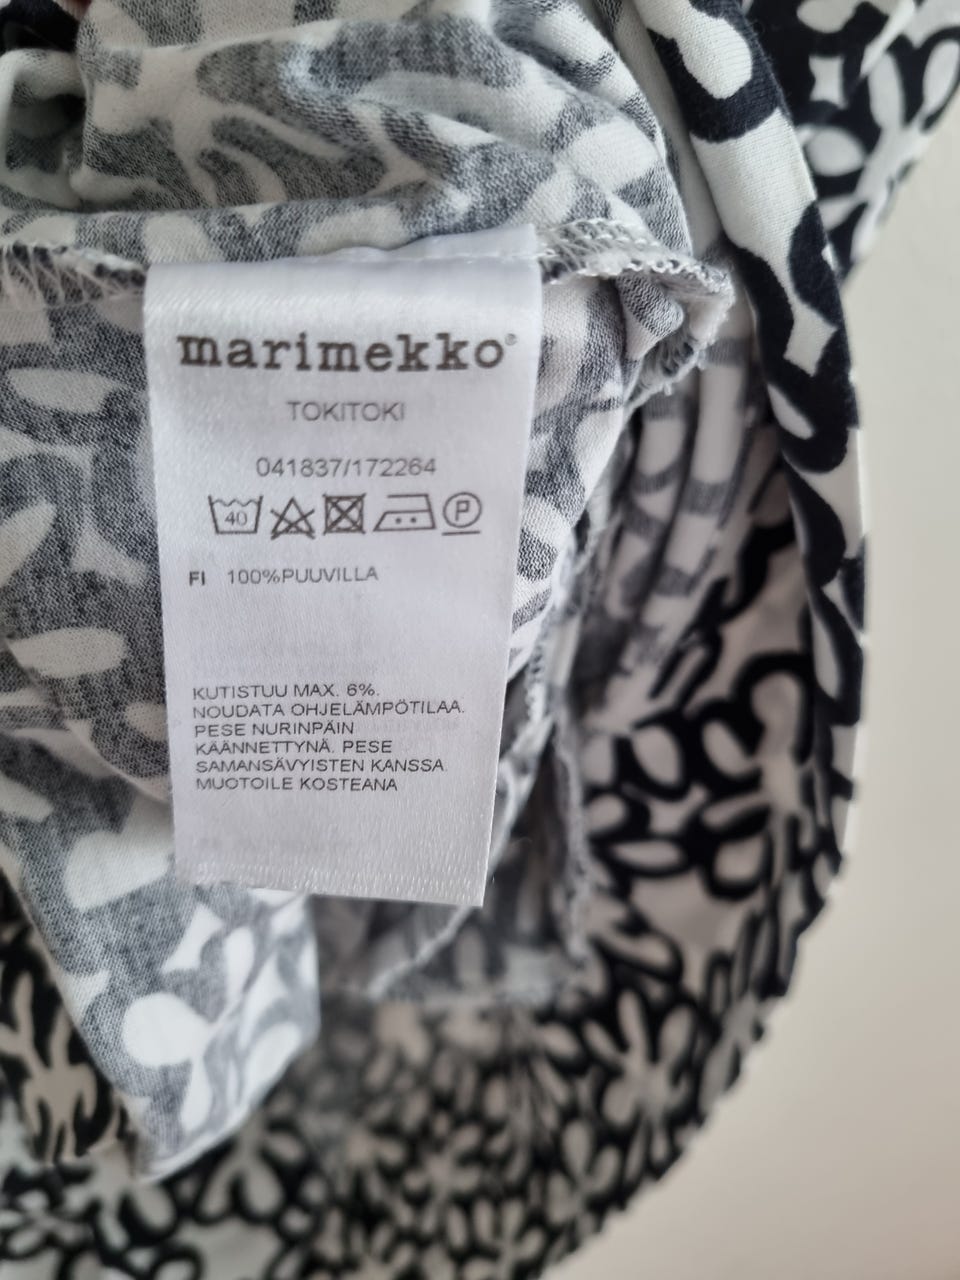 marimekko®
TOKITOKI
041837/172264
40 P
FI 100%PUUVILLA
KUTISTUU MAX. 6%.
NOUDATA OHJELÄMPÖTILAA.
PESE NURINPÄIN
KÄÄNNETTYNÄ. PESE
SAMANSÄVYISTEN KANSSA.
MUOTOILE KOSTEANA